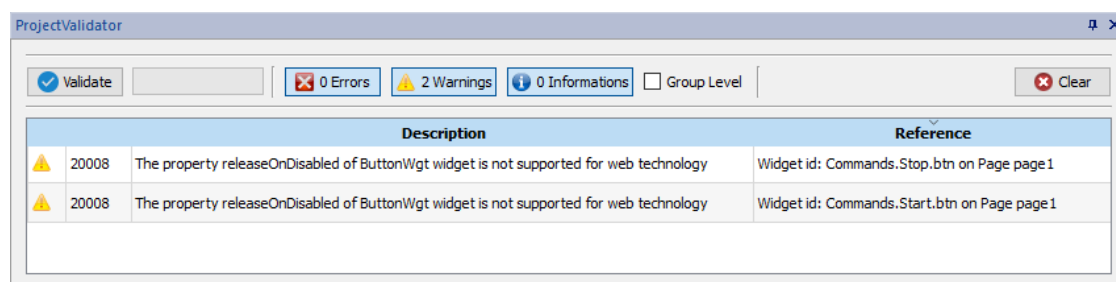 ProjectValidator
Validate 0 Errors 2 Warnings 0 Informations Group Level Clear
Description Reference
20008 The property releaseOnDisabled of ButtonWgt widget is not supported for web technology Widget id: Commands.Stop.btn on Page page1
20008 The property releaseOnDisabled of ButtonWgt widget is not supported for web technology Widget id: Commands.Start.btn on Page page1